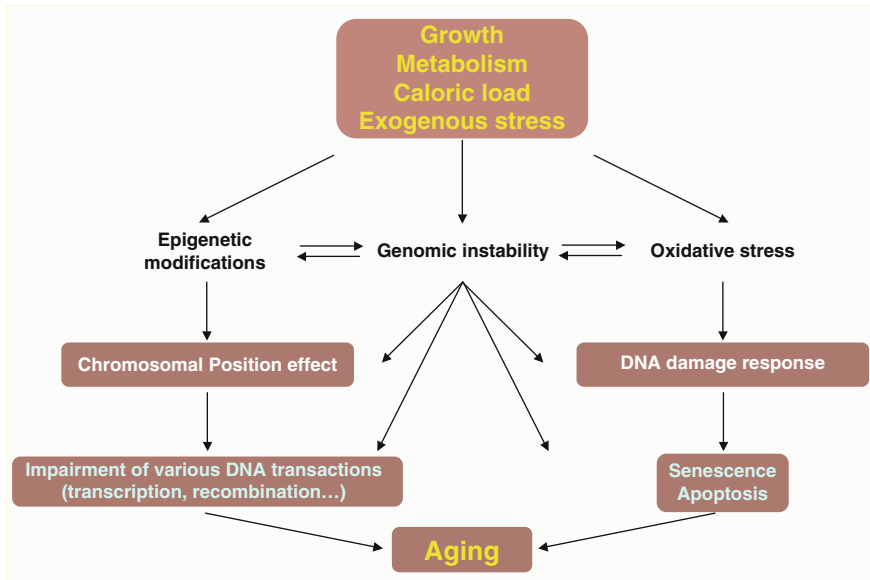 Growth
Metabolism
Caloric load
Exogenous stress
Epigenetic
modifications
Genomic instability
Oxidative stress
Chromosomal Position effect
DNA damage response
Impairment of various DNA transactions
(transcription, recombination…)
Senescence
Apoptosis
Aging